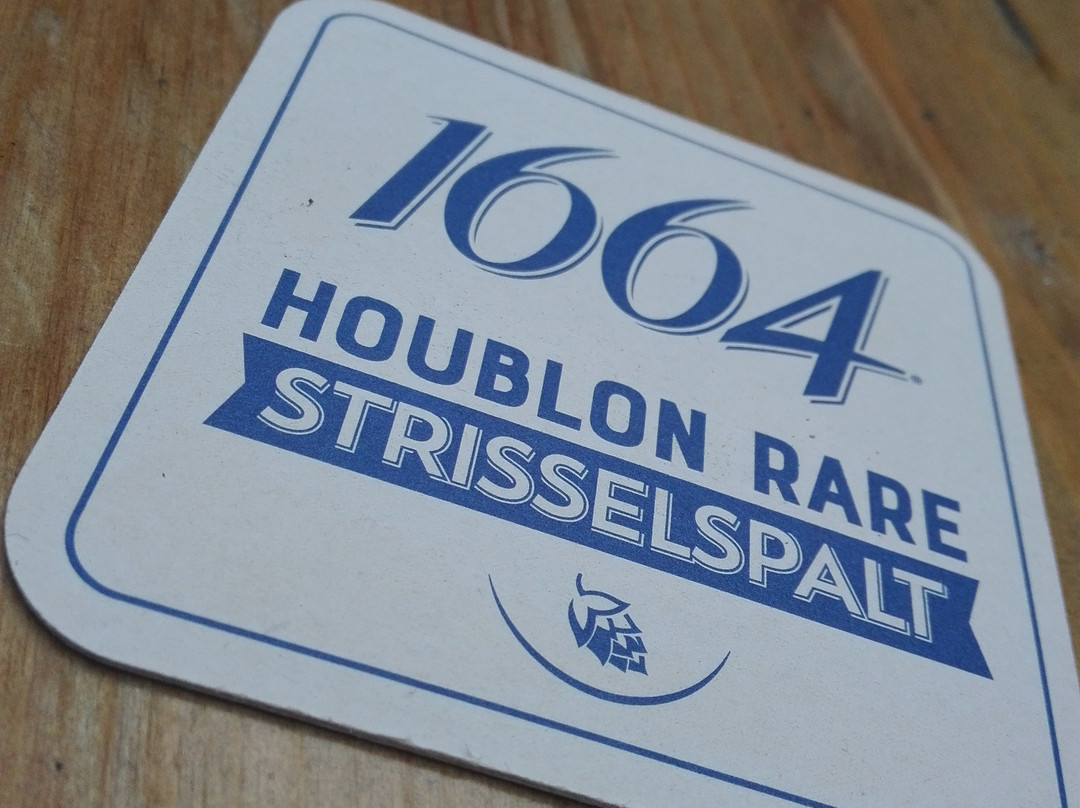 1664
HOUBLON RARE
STRISSELSPALT